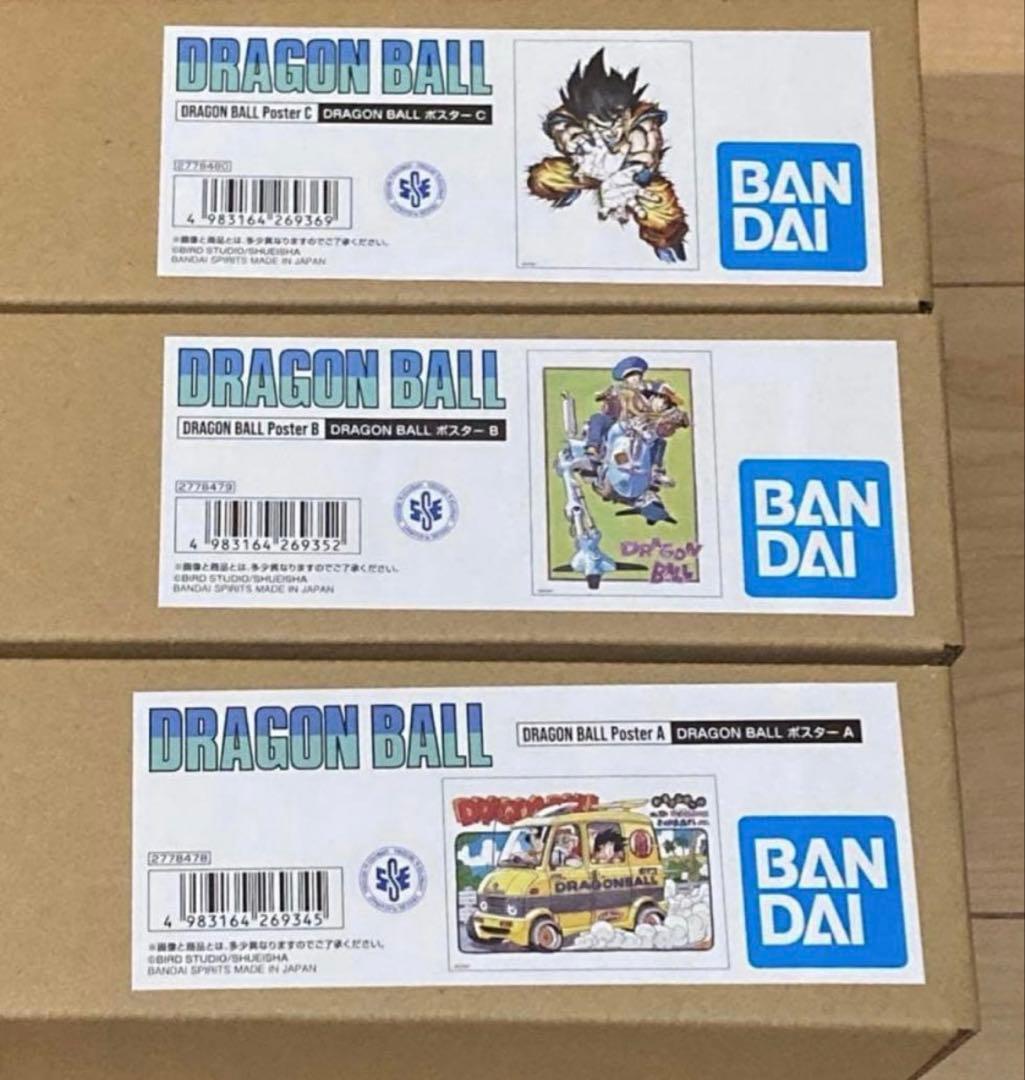 DRAGON BALL
DRAGON BALL Poster C DRAGON BALL ポスター C
2778480
4 983164 269369
※画像と商品とは、多少異なりますのでご了承ください。
©BIRD STUDIO/SHUEISHA
BANDAI SPIRITS MADE IN JAPAN
BAN
DAI
DRAGON BALL
DRAGON BALL Poster B DRAGON BALL ポスター B
2778479
4 983164 269352
※画像と商品とは、多少異なりますのでご了承ください。
©BIRD STUDIO/SHUEISHA
BANDAI SPIRITS MADE IN JAPAN
DRAGON
BALL
BAN
DAI
DRAGON BALL
DRAGON BALL Poster A DRAGON BALL ポスター A
2778478
4 983164 269345
※画像と商品とは、多少異なりますのでご了承ください。
©BIRD STUDIO/SHUEISHA
BANDAI SPIRITS MADE IN JAPAN
DRAGON BALL
DRAGONBALL
BAN
DAI